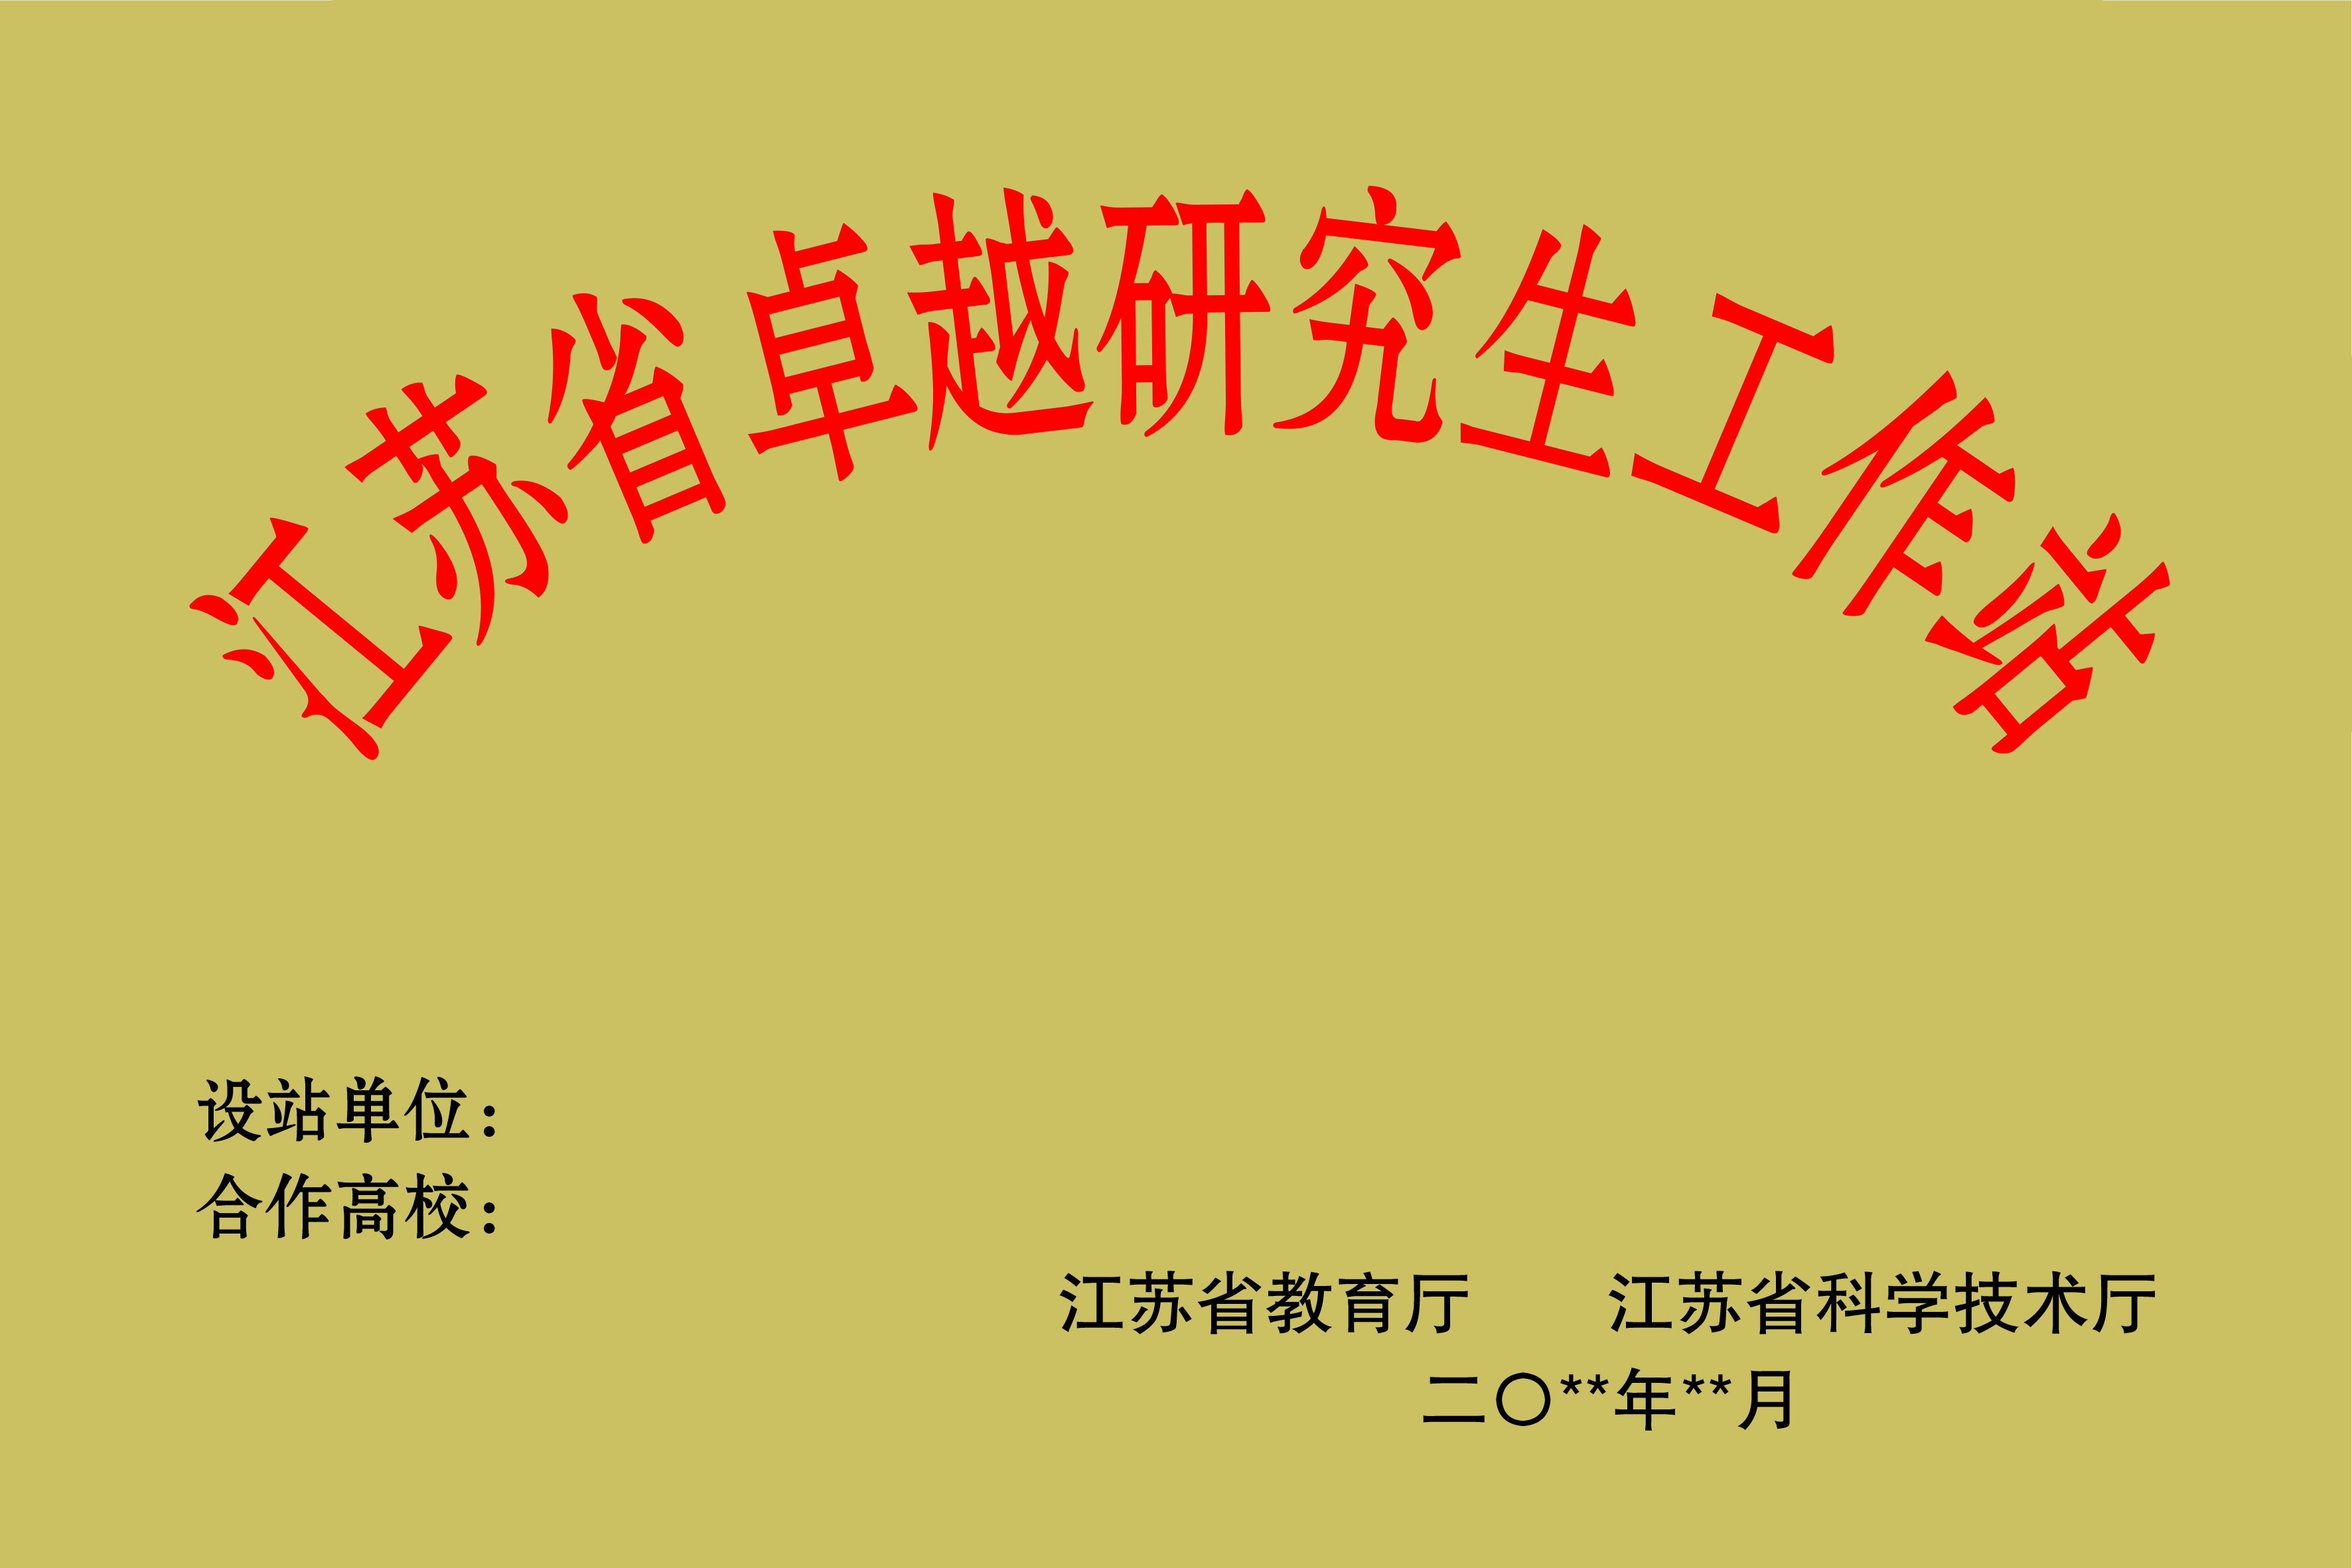 江苏省卓越研究生工作站
设站单位：
合作高校：
江苏省教育厅　　江苏省科学技术厅
二〇**年**月